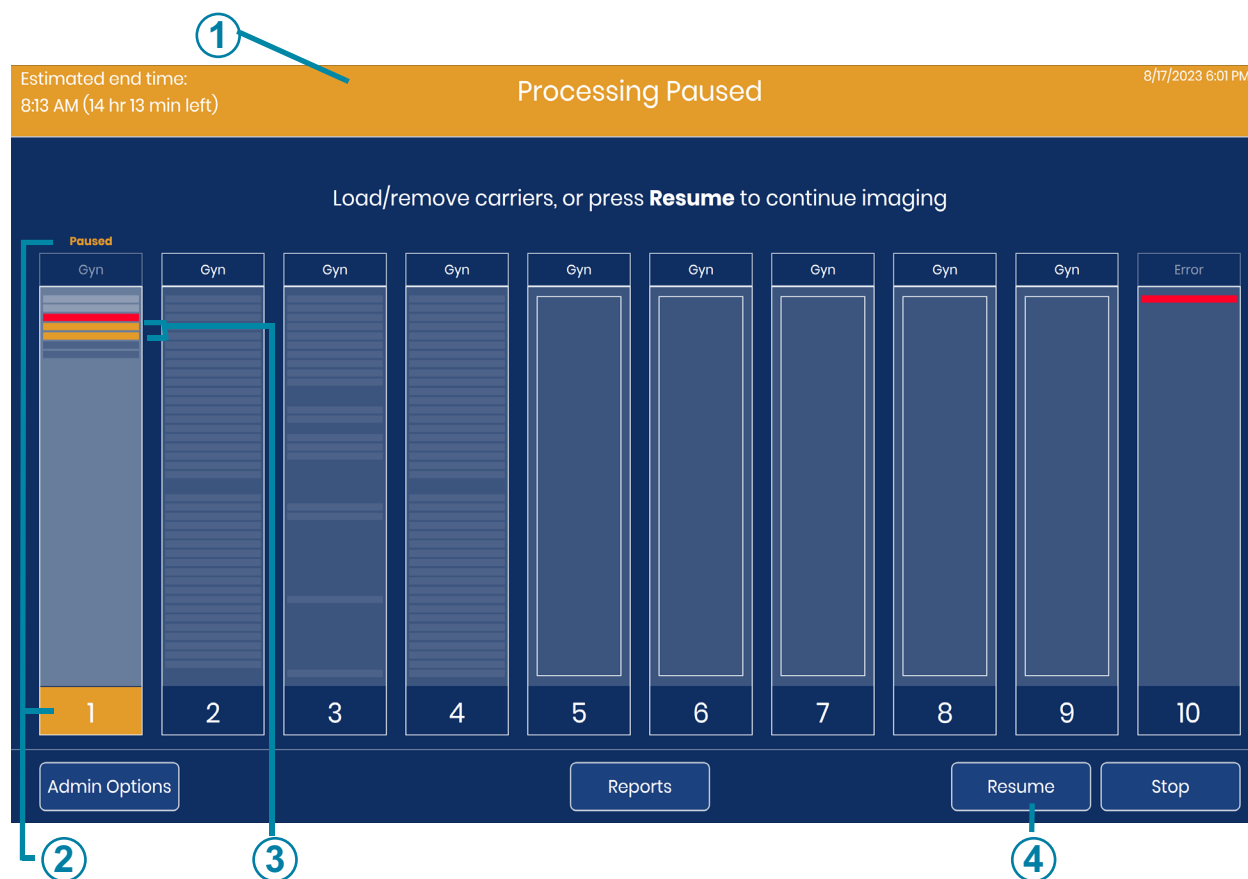 1
Estimated end time:
8:13 AM (14 hr 13 min left)
Processing Paused
8/17/2023 6:01 PM
Load/remove carriers, or press Resume to continue imaging
Paused
Gyn Gyn Gyn Gyn Gyn Gyn Gyn Gyn Gyn Error
1 2 3 4 5 6 7 8 9 10
Admin Options Reports Resume Stop
2 3 4